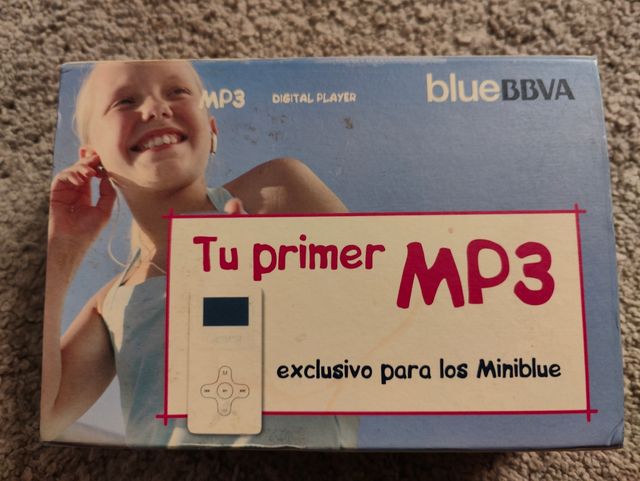 MP3 DIGITAL PLAYER
blueBBVA
Tu primer MP3
exclusivo para los Miniblue